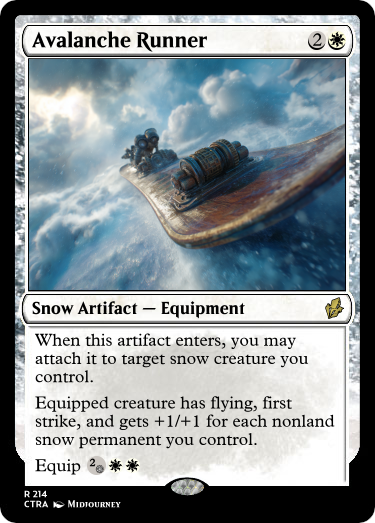 Avalanche Runner 2
Snow Artifact — Equipment
When this artifact enters, you may
attach it to target snow creature you
control.
Equipped creature has flying, first
strike, and gets +1/+1 for each nonland
snow permanent you control.
Equip 2
R 214
CTRA Midjourney